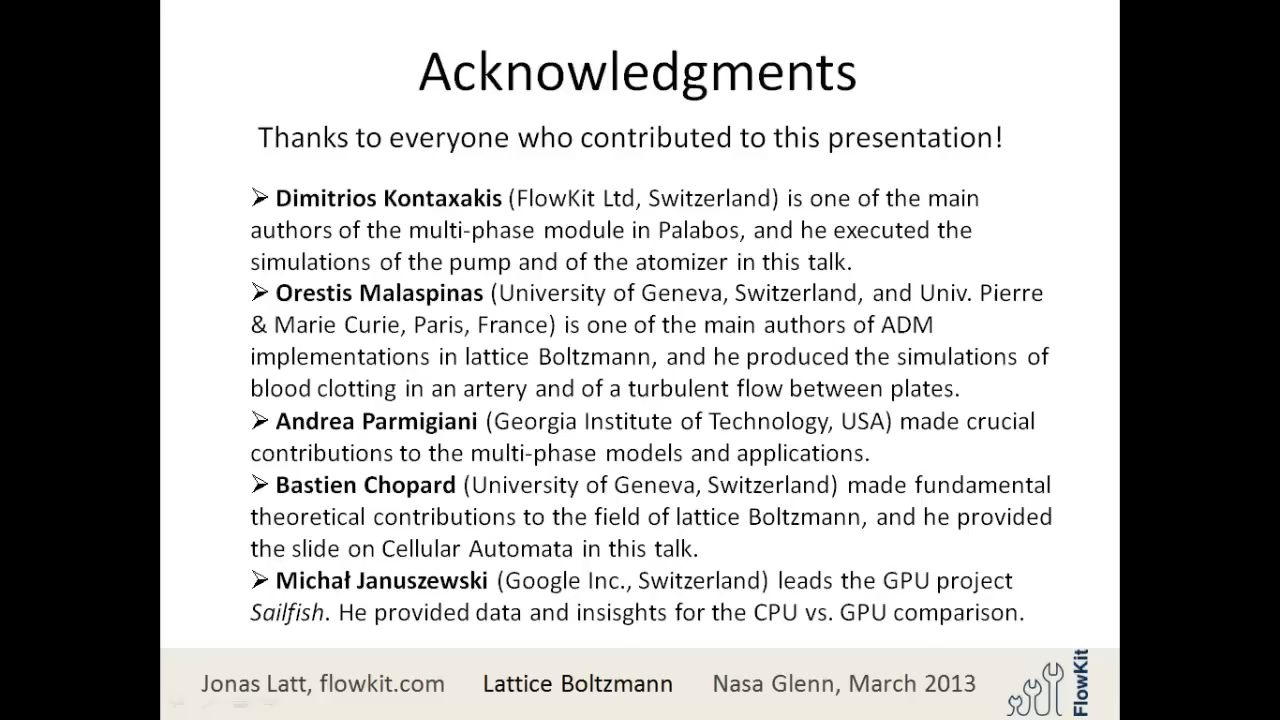 Acknowledgments
Thanks to everyone who contributed to this presentation!
➢ Dimitrios Kontaxakis (FlowKit Ltd, Switzerland) is one of the main
authors of the multi-phase module in Palabos, and he executed the
simulations of the pump and of the atomizer in this talk.
➢ Orestis Malaspinas (University of Geneva, Switzerland, and Univ. Pierre
& Marie Curie, Paris, France) is one of the main authors of ADM
implementations in lattice Boltzmann, and he produced the simulations of
blood clotting in an artery and of a turbulent flow between plates.
➢ Andrea Parmigiani (Georgia Institute of Technology, USA) made crucial
contributions to the multi-phase models and applications.
➢ Bastien Chopard (University of Geneva, Switzerland) made fundamental
theoretical contributions to the field of lattice Boltzmann, and he provided
the slide on Cellular Automata in this talk.
➢ Michał Januszewski (Google Inc., Switzerland) leads the GPU project
Sailfish. He provided data and insisghts for the CPU vs. GPU comparison.
Jonas Latt, flowkit.com Lattice Boltzmann Nasa Glenn, March 2013
FlowKit